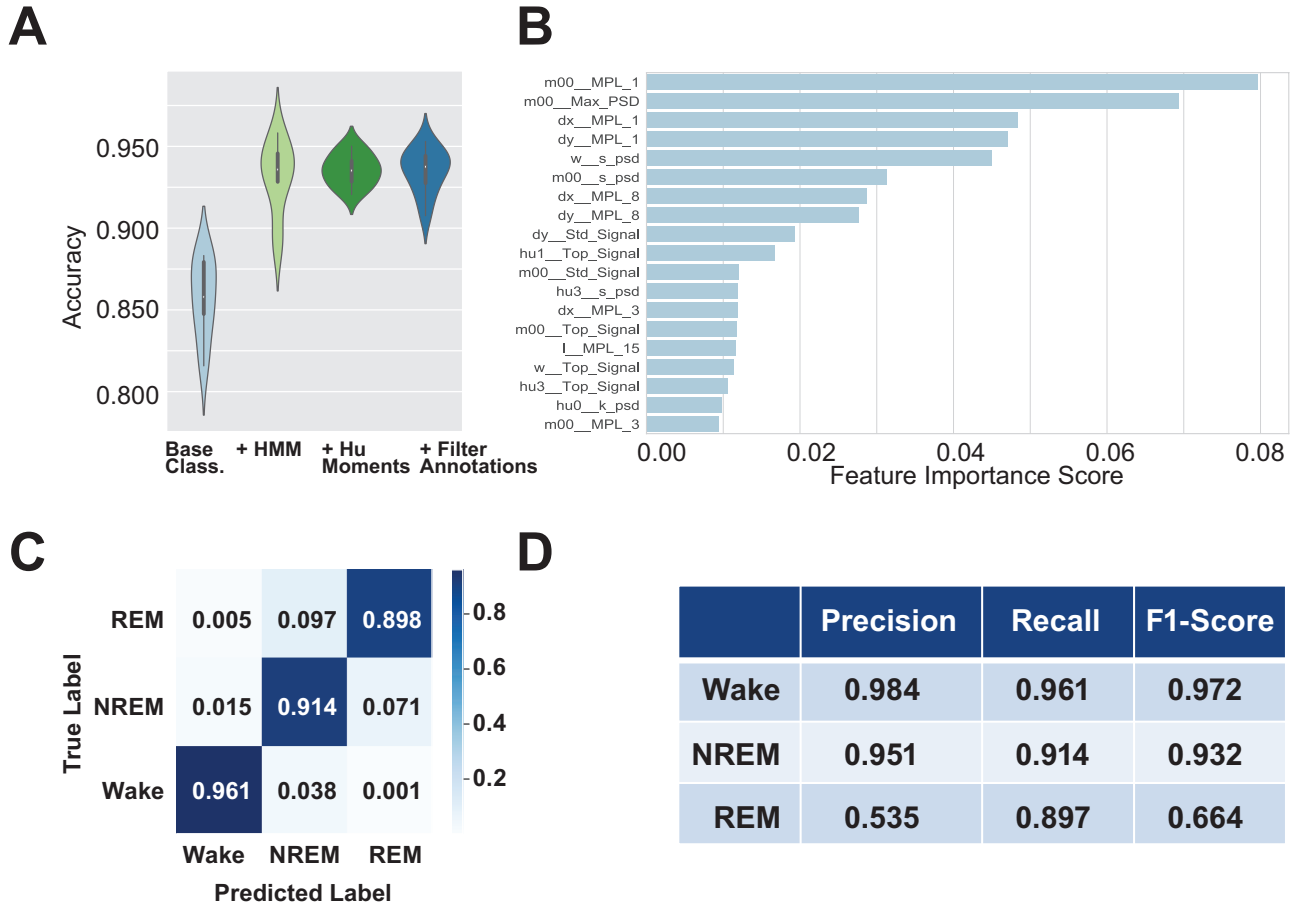 A
B
Accuracy
0.950
0.900
0.850
0.800
Base
Class.
+ HMM
+ Hu
Moments
+ Filter
Annotations
m00__MPL_1
m00__Max_PSD
dx__MPL_1
dy__MPL_1
w__s_psd
m00__s_psd
dx__MPL_8
dy__MPL_8
dy__Std_Signal
hu1__Top_Signal
m00__Std_Signal
hu3__s_psd
dx__MPL_3
m00__Top_Signal
l__MPL_15
w__Top_Signal
hu3__Top_Signal
hu0__k_psd
m00__MPL_3
0.00 0.02 0.04 0.06 0.08
Feature Importance Score
C
D
True Label
REM 0.005 0.097 0.898
NREM 0.015 0.914 0.071
Wake 0.961 0.038 0.001
Wake NREM REM
Predicted Label
0.8
0.6
0.4
0.2
Precision Recall F1-Score
Wake 0.984 0.961 0.972
NREM 0.951 0.914 0.932
REM 0.535 0.897 0.664